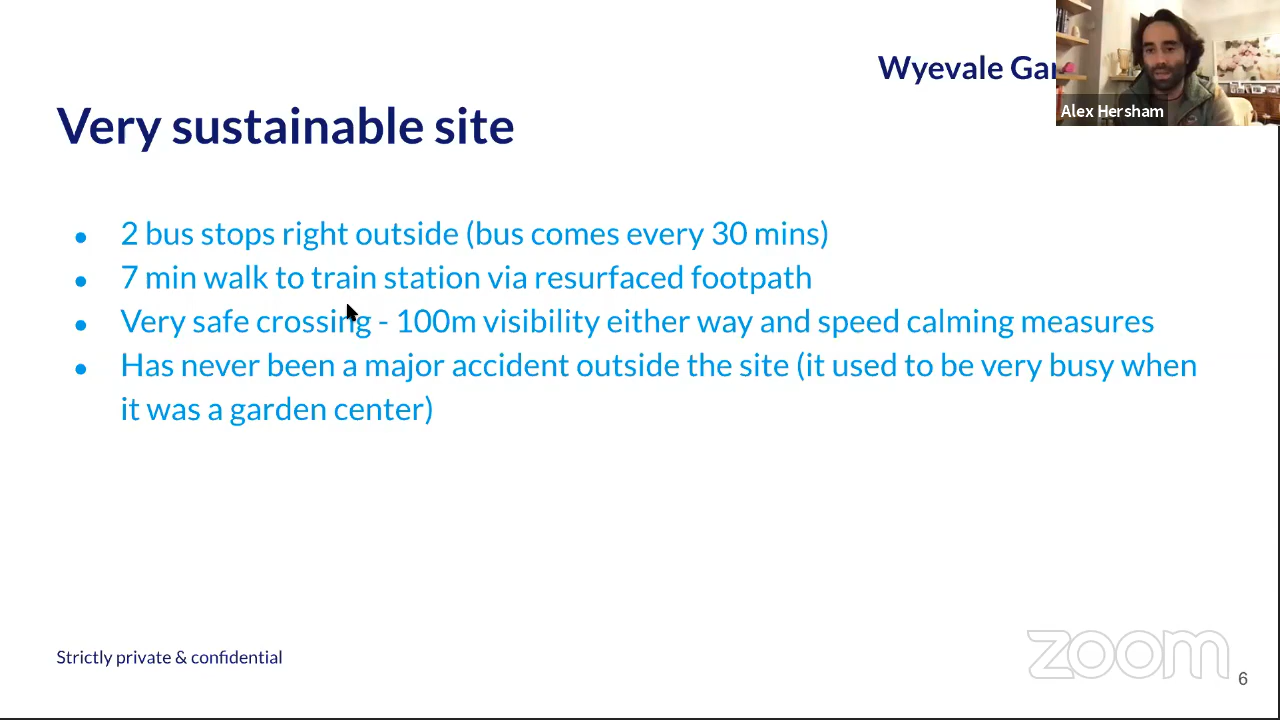 Wyevale
Alex Hersham
Very sustainable site
● 2 bus stops right outside (bus comes every 30 mins)
● 7 min walk to train station via resurfaced footpath
● Very safe crossing - 100m visibility either way and speed calming measures
● Has never been a major accident outside the site (it used to be very busy when
it was a garden center)
Strictly private & confidential
zoom
6